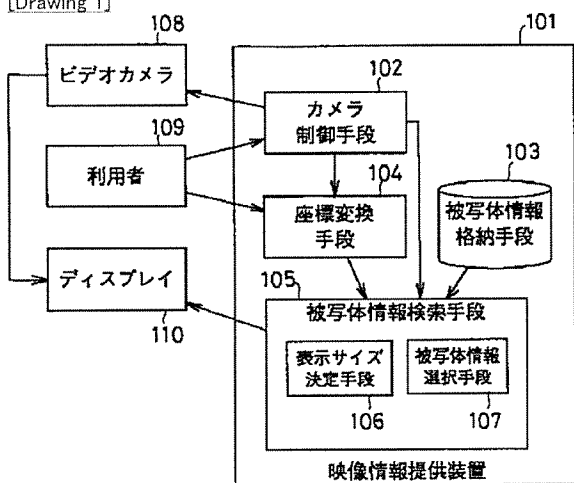 [Drawing 1]
108
101
ビデオカメラ
102
カメラ
制御手段
109
利用者
103
104
被写体情報
格納手段
座標変換
手段
ディスプレイ
105
被写体情報検索手段
110
表示サイズ
決定手段
被写体情報
選択手段
106
107
映像情報提供装置